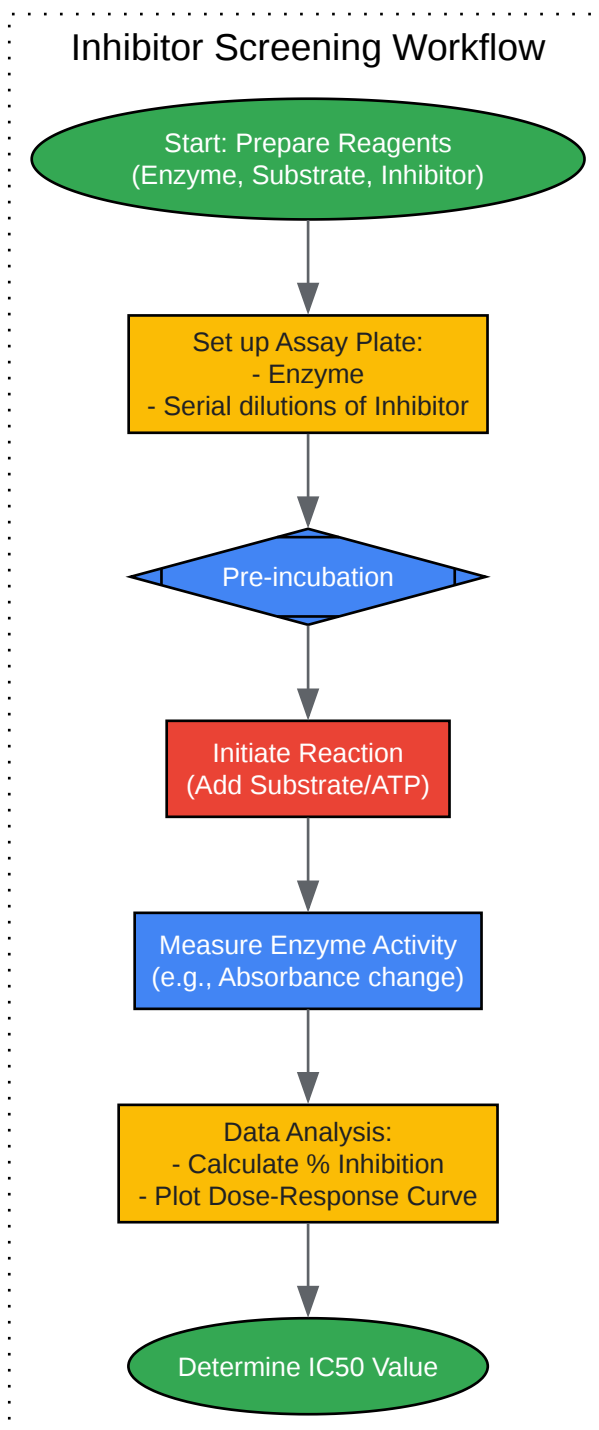 Inhibitor Screening Workflow
Start: Prepare Reagents
(Enzyme, Substrate, Inhibitor)
Set up Assay Plate:
- Enzyme
- Serial dilutions of Inhibitor
Pre-incubation
Initiate Reaction
(Add Substrate/ATP)
Measure Enzyme Activity
(e.g., Absorbance change)
Data Analysis:
- Calculate % Inhibition
- Plot Dose-Response Curve
Determine IC50 Value